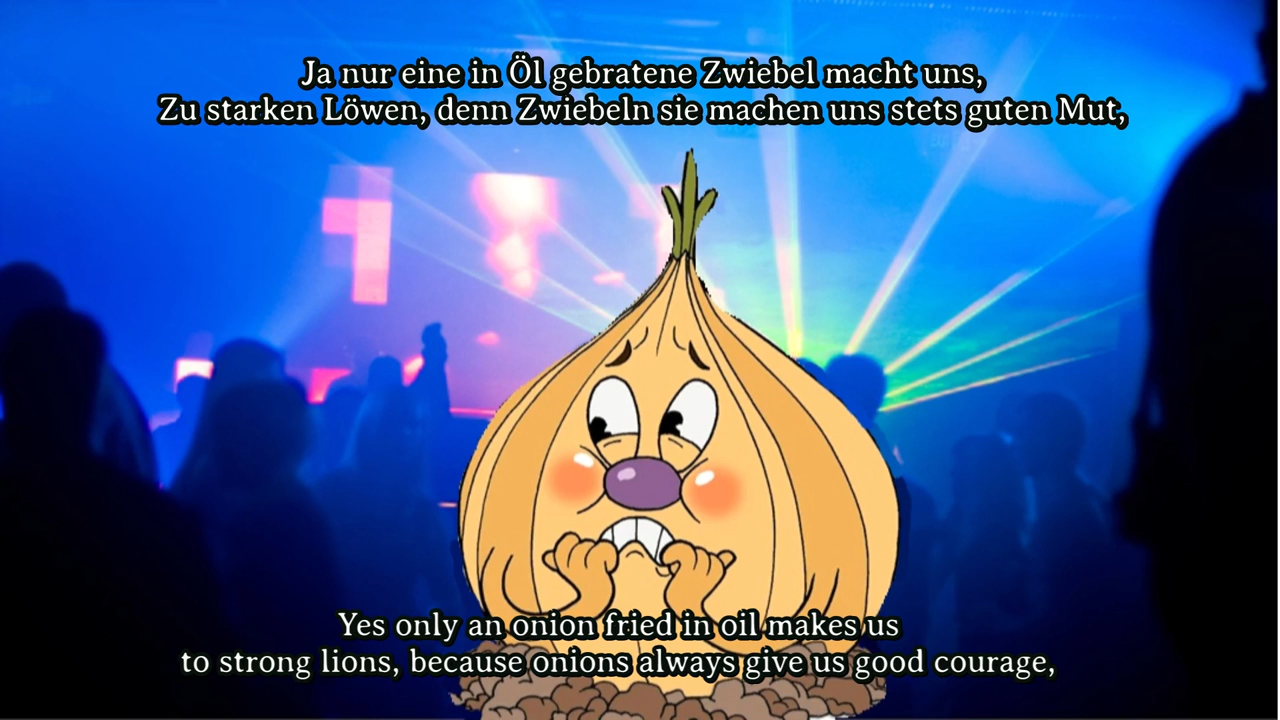 Ja nur eine in Öl gebratene Zwiebel macht uns,
Zu starken Löwen, denn Zwiebeln sie machen uns stets guten Mut,
Yes only an onion fried in oil makes us
to strong lions, because onions always give us good courage,